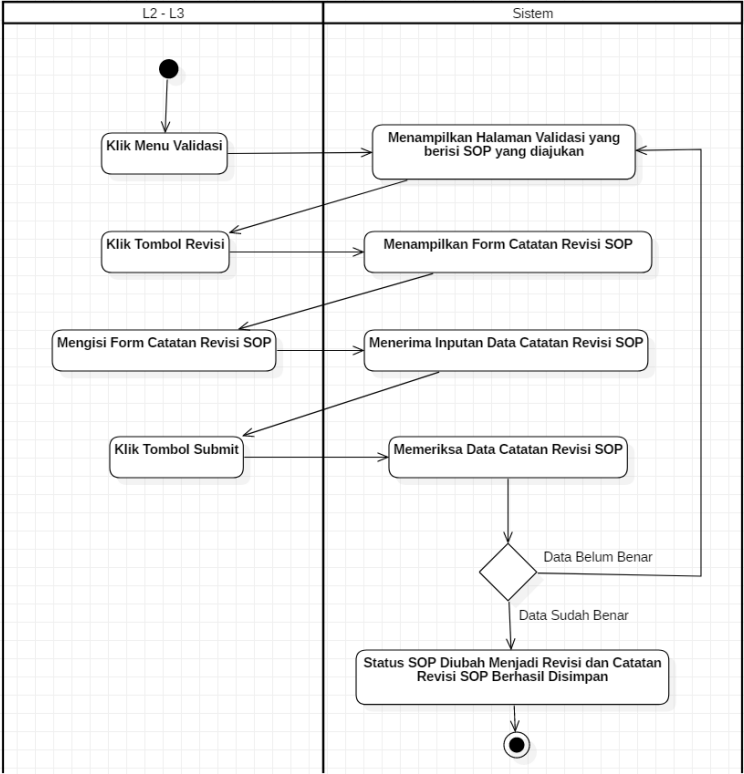 L2 - L3
Sistem
Klik Menu Validasi
Menampilkan Halaman Validasi yang
berisi SOP yang diajukan
Klik Tombol Revisi
Menampilkan Form Catatan Revisi SOP
Mengisi Form Catatan Revisi SOP
Menerima Inputan Data Catatan Revisi SOP
Klik Tombol Submit
Memeriksa Data Catatan Revisi SOP
Data Belum Benar
Data Sudah Benar
Status SOP Diubah Menjadi Revisi dan Catatan
Revisi SOP Berhasil Disimpan